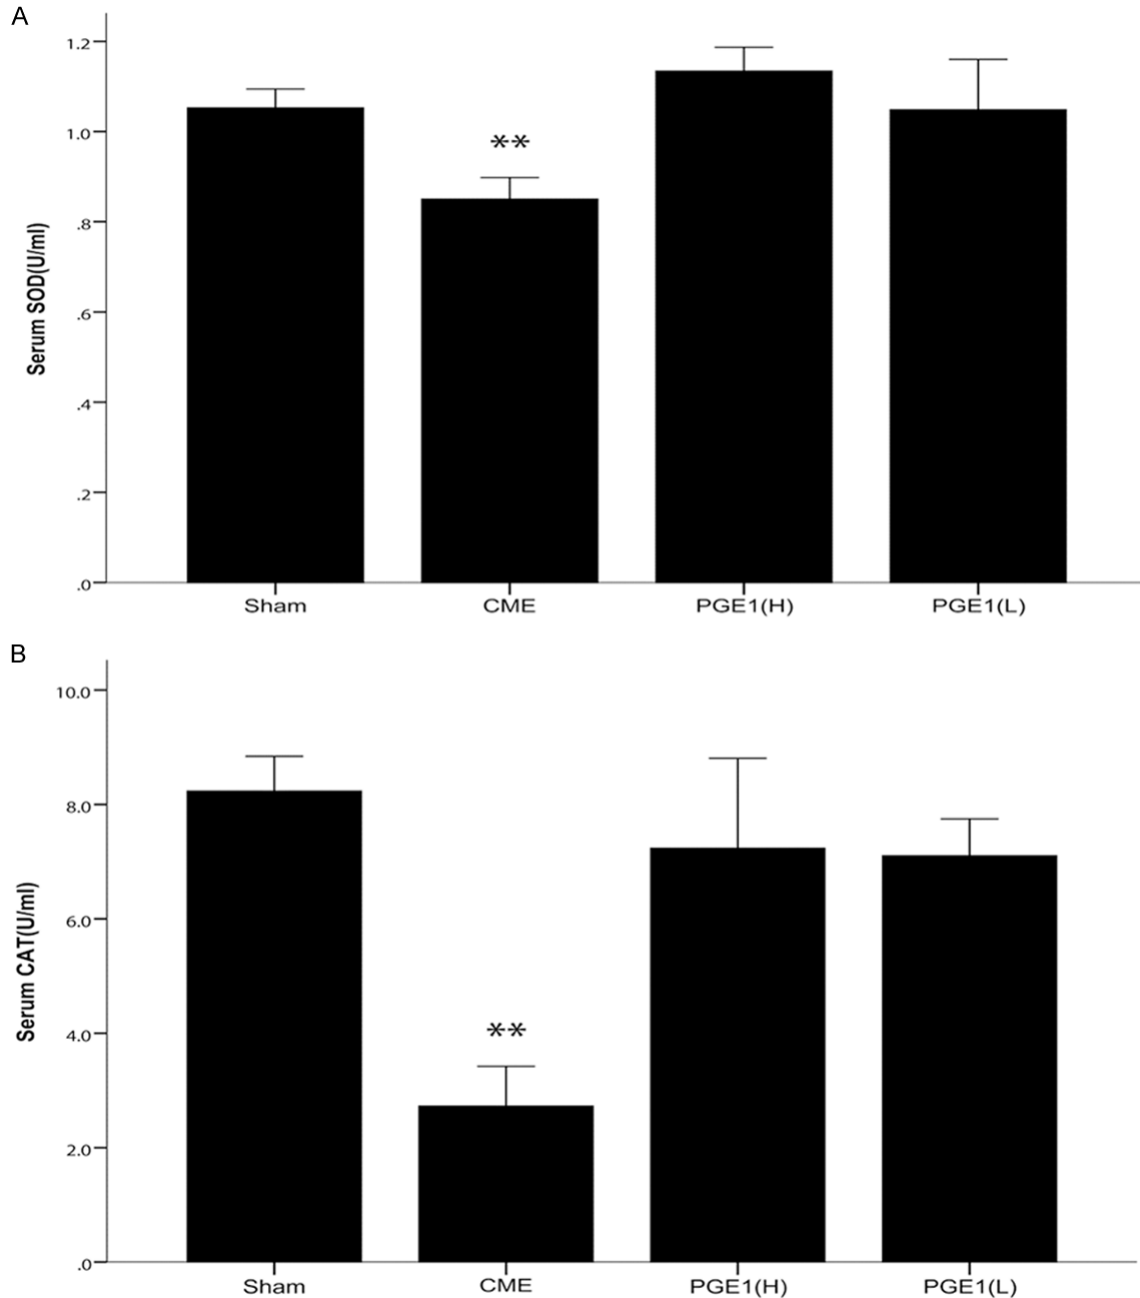 A
1.2
1.0
.8
.6
.4
.2
.0
Serum SOD(U/ml)
**
Sham CME PGE1(H) PGE1(L)
B
10.0
8.0
6.0
4.0
2.0
.0
Serum CAT(U/ml)
**
Sham CME PGE1(H) PGE1(L)